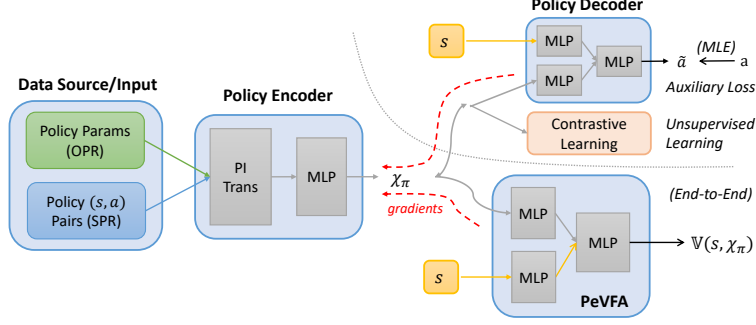 Data Source/Input
Policy Params
(OPR)
Policy (s, a)
Pairs (SPR)
Policy Encoder
PI
Trans
MLP
χπ
gradients
Policy Decoder
s
MLP
MLP
MLP
ã
(MLE)
a
Auxiliary Loss
Contrastive
Learning
Unsupervised
Learning
(End-to-End)
MLP
s
MLP
MLP
𝕍(s, χπ)
PeVFA